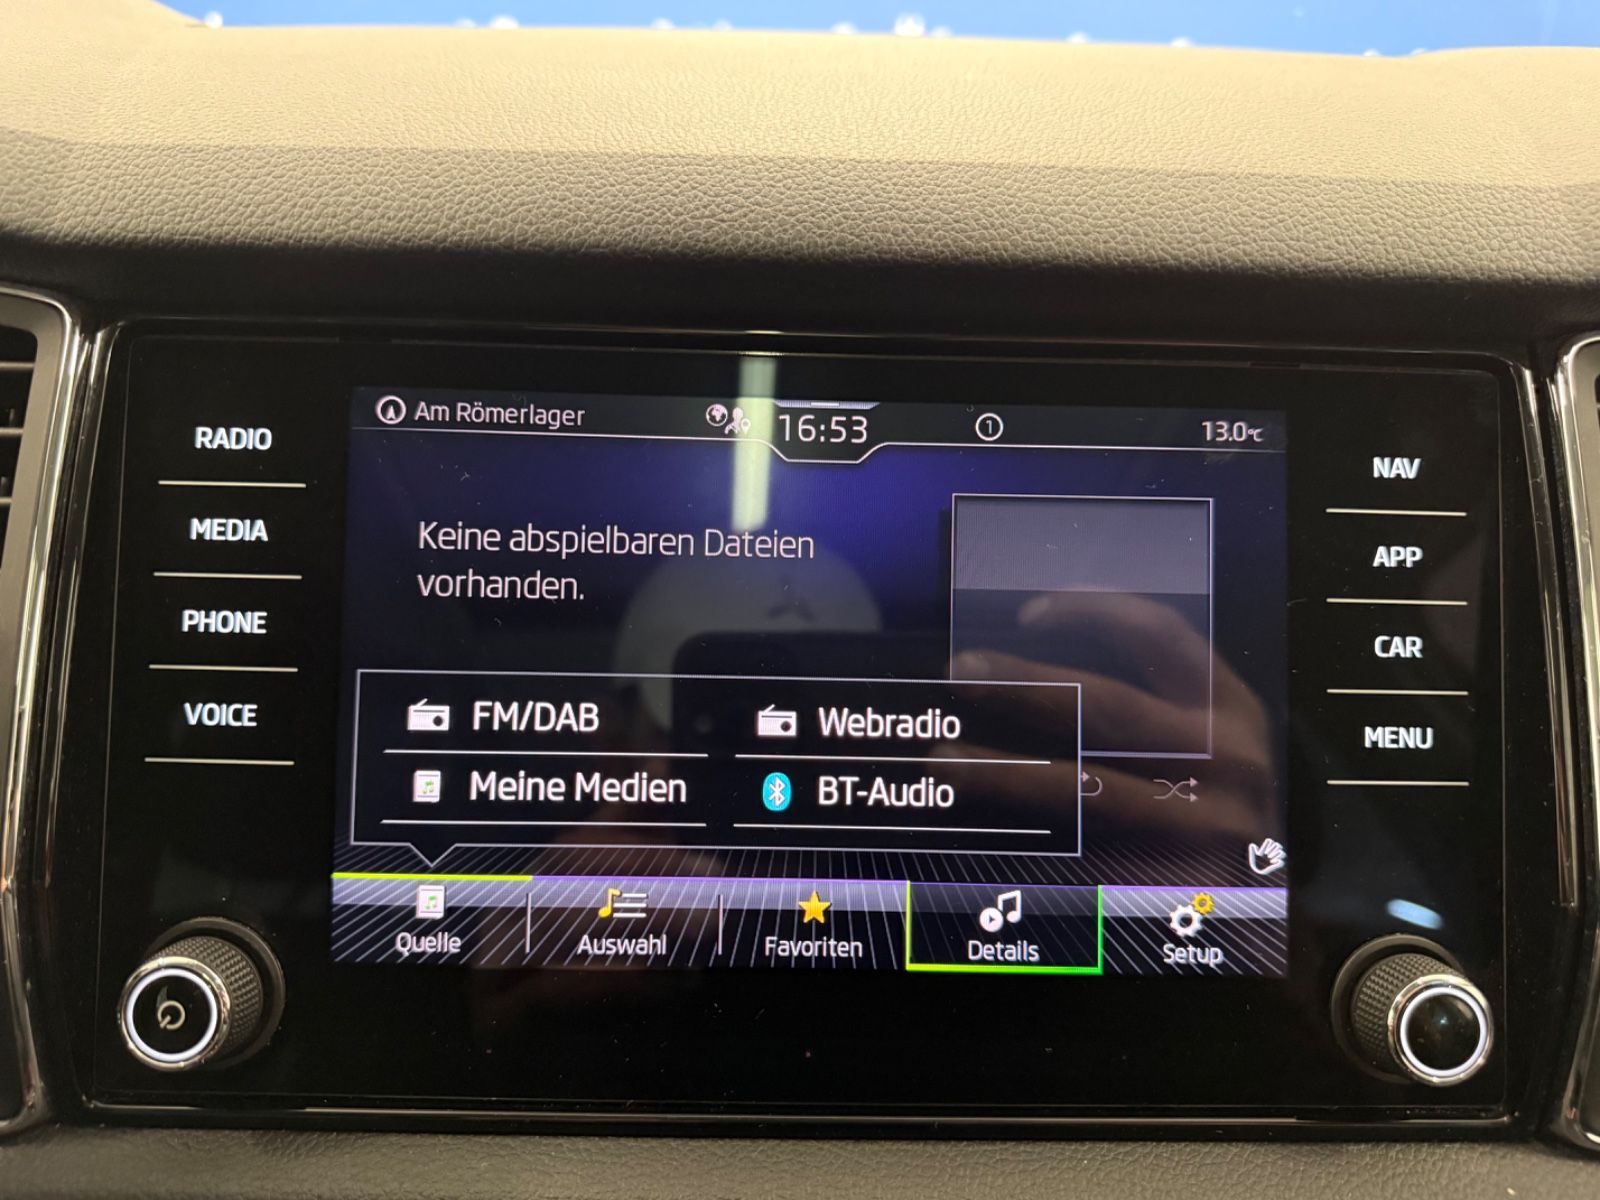 Am Römerlager
16:53
1
13.0°C
RADIO
MEDIA
PHONE
VOICE
Keine abspielbaren Dateien
vorhanden.
FM/DAB
Webradio
Meine Medien
BT-Audio
Quelle
Auswahl
Favoriten
Details
Setup
NAV
APP
CAR
MENU